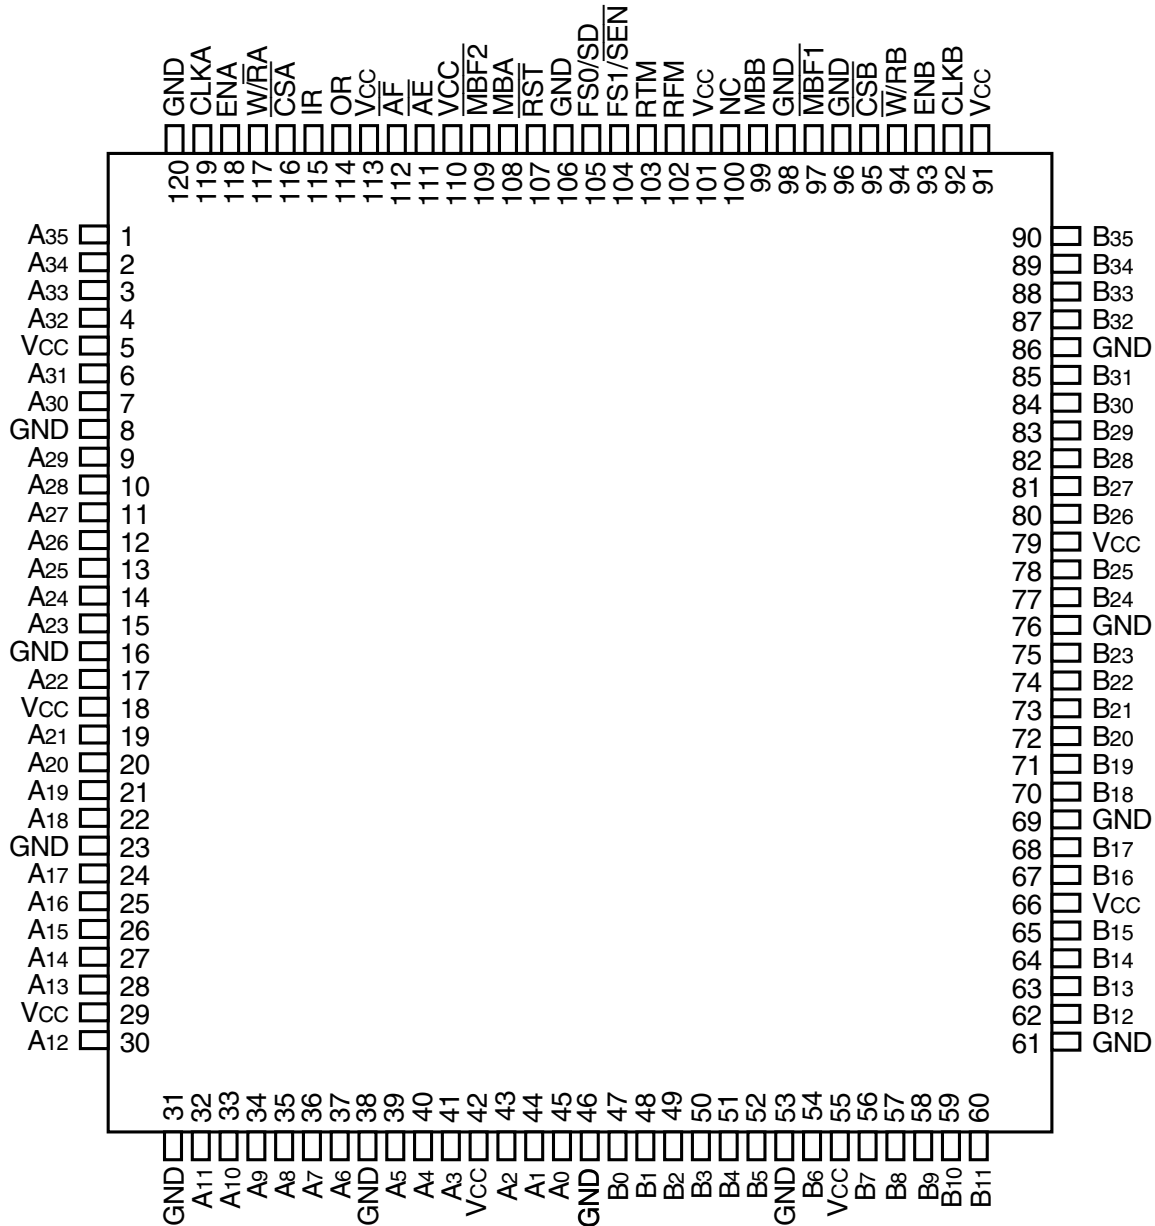 GND CLKA ENA W/R̅A̅ C̅S̅A̅ IR OR VCC A̅F̅ A̅E̅ VCC M̅B̅F̅2̅ MBA R̅S̅T̅ GND FS0/SD FS1/S̅E̅N̅ RTM RFM VCC NC MBB GND M̅B̅F̅1̅ GND C̅S̅B̅ W̅/RB ENB CLKB VCC
120 119 118 117 116 115 114 113 112 111 110 109 108 107 106 105 104 103 102 101 100 99 98 97 96 95 94 93 92 91
A35 1 90 B35
A34 2 89 B34
A33 3 88 B33
A32 4 87 B32
VCC 5 86 GND
A31 6 85 B31
A30 7 84 B30
GND 8 83 B29
A29 9 82 B28
A28 10 81 B27
A27 11 80 B26
A26 12 79 VCC
A25 13 78 B25
A24 14 77 B24
A23 15 76 GND
GND 16 75 B23
A22 17 74 B22
VCC 18 73 B21
A21 19 72 B20
A20 20 71 B19
A19 21 70 B18
A18 22 69 GND
GND 23 68 B17
A17 24 67 B16
A16 25 66 VCC
A15 26 65 B15
A14 27 64 B14
A13 28 63 B13
VCC 29 62 B12
A12 30 61 GND
31 32 33 34 35 36 37 38 39 40 41 42 43 44 45 46 47 48 49 50 51 52 53 54 55 56 57 58 59 60
GND A11 A10 A9 A8 A7 A6 GND A5 A4 A3 VCC A2 A1 A0 GND B0 B1 B2 B3 B4 B5 GND B6 VCC B7 B8 B9 B10 B11